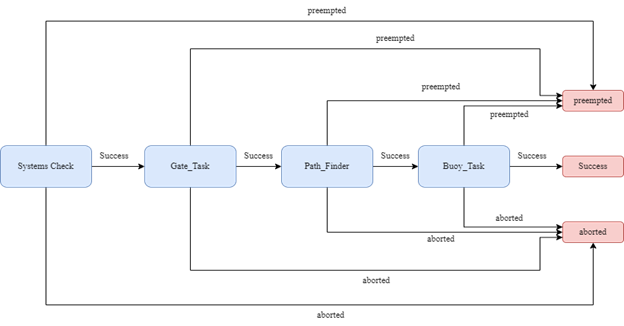 preempted
preempted
preempted
preempted
preempted
Systems Check
Success
Gate_Task
Success
Path_Finder
Success
Buoy_Task
Success
Success
aborted
aborted
aborted
aborted
aborted